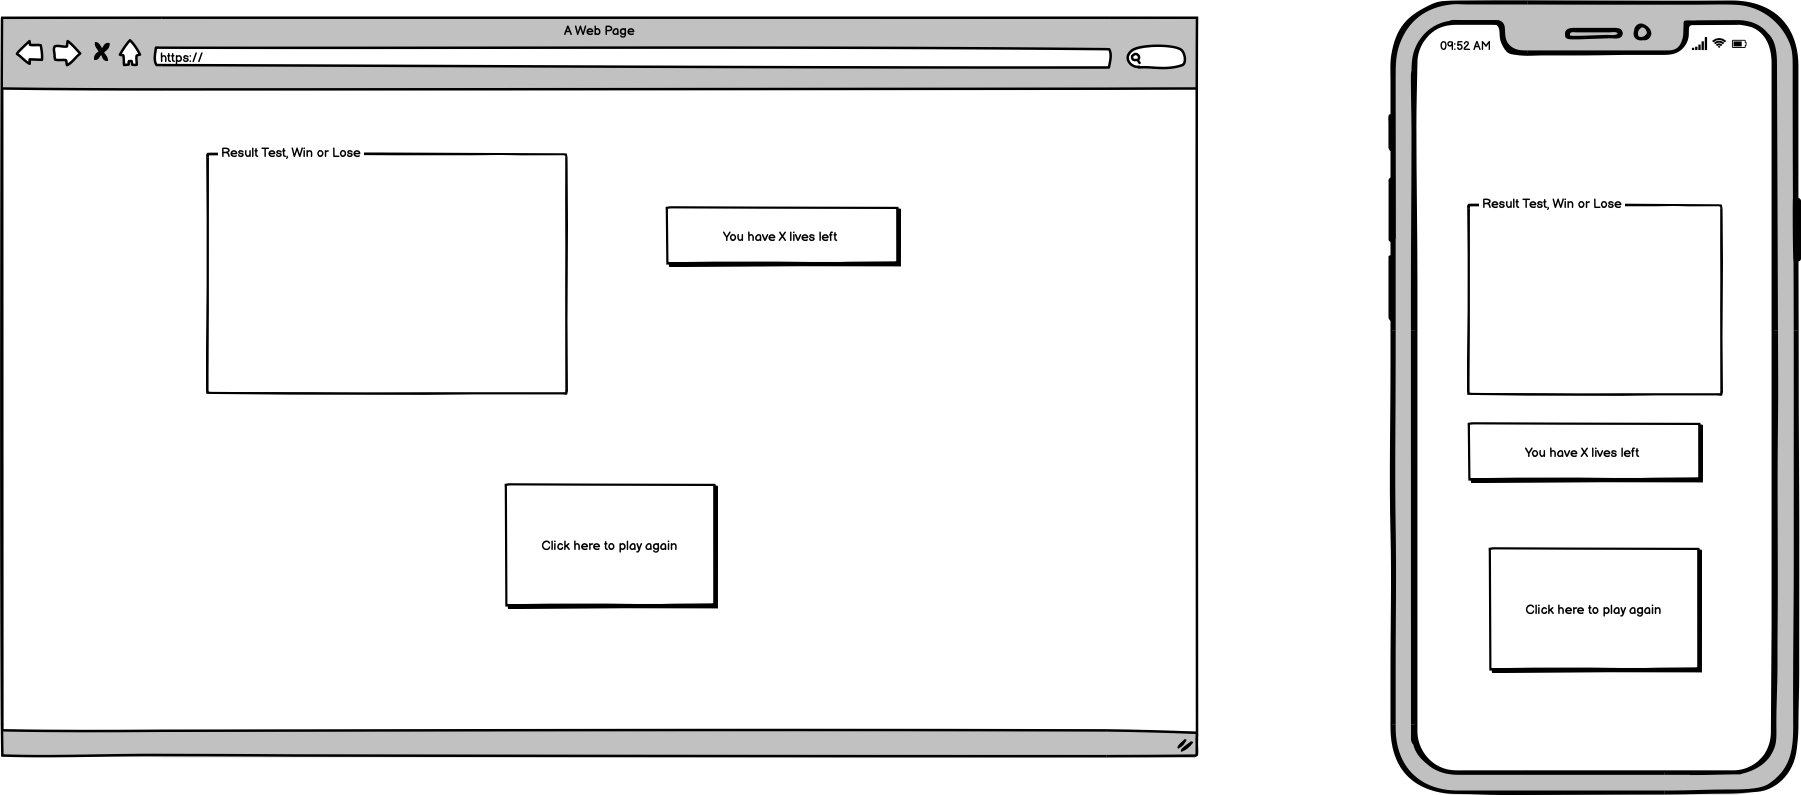 A Web Page
https://
Result Test, Win or Lose
You have X lives left
Click here to play again
09:52 AM
Result Test, Win or Lose
You have X lives left
Click here to play again